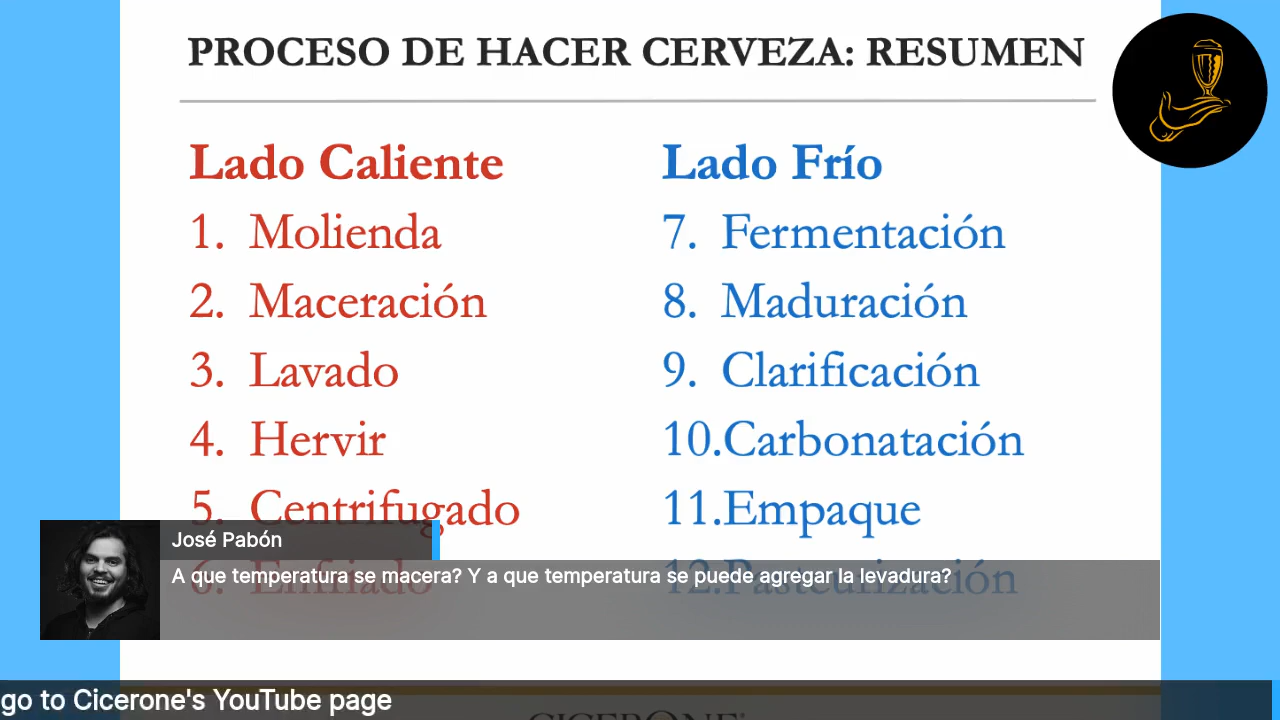 PROCESO DE HACER CERVEZA: RESUMEN
Lado Caliente
1. Molienda
2. Maceración
3. Lavado
4. Hervir
5. Centrifugado
6. Enfriado
Lado Frío
7. Fermentación
8. Maduración
9. Clarificación
10.Carbonatación
11.Empaque
12.Pasteurización
José Pabón
A que temperatura se macera? Y a que temperatura se puede agregar la levadura?
go to Cicerone's YouTube page
CICERONE®